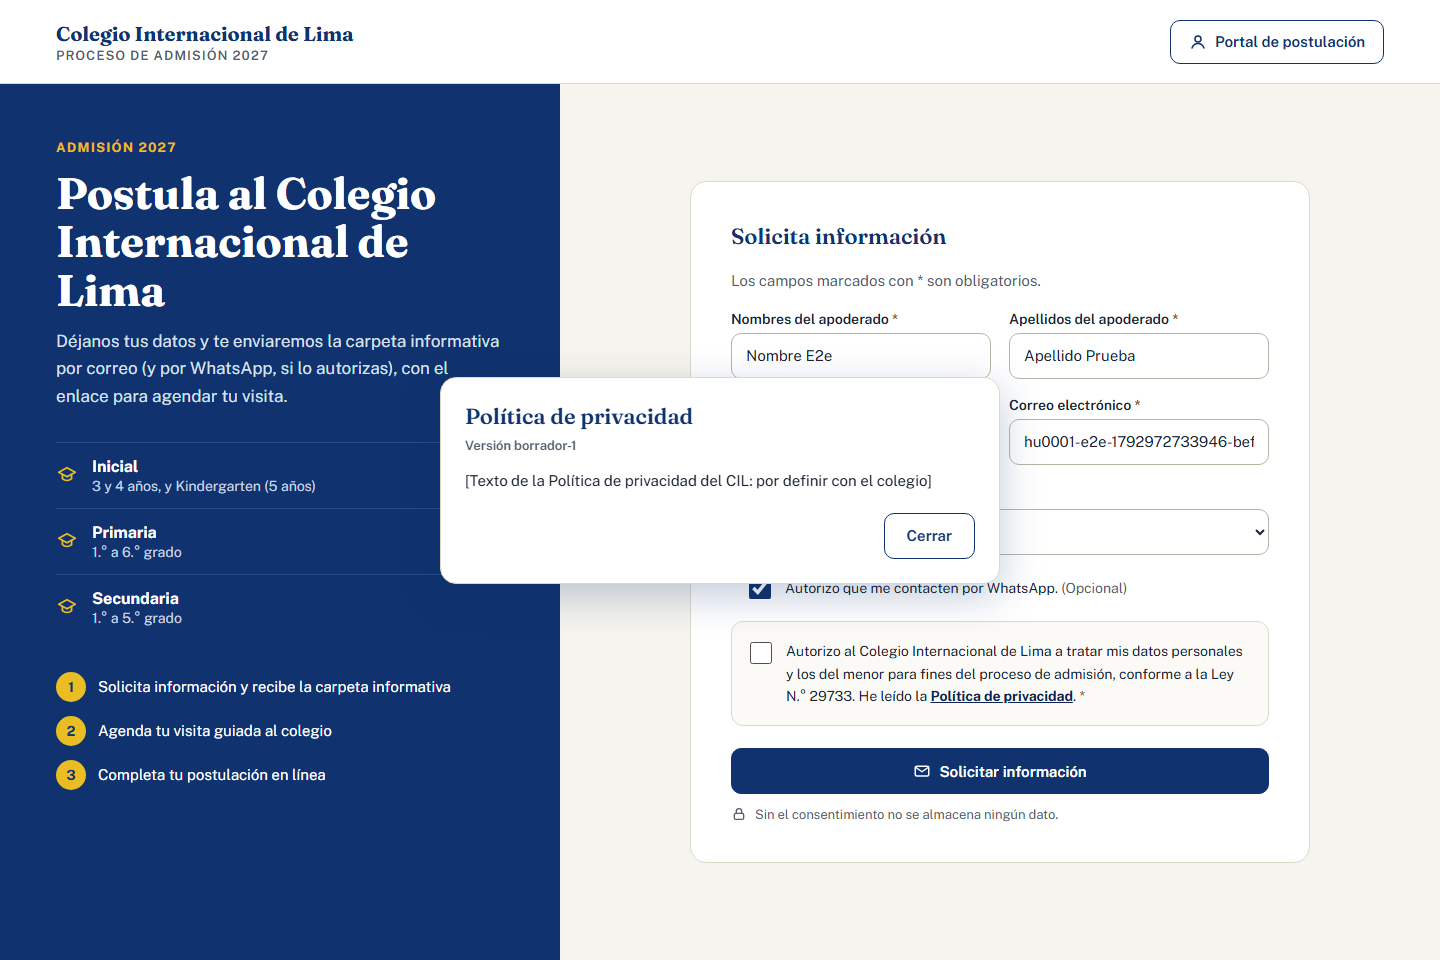 Colegio Internacional de Lima
PROCESO DE ADMISIÓN 2027
Portal de postulación
ADMISIÓN 2027
Postula al Colegio
Internacional de
Lima
Déjanos tus datos y te enviaremos la carpeta informativa
por correo (y por WhatsApp, si lo autorizas), con el
enlace para agendar tu visita.
Inicial
3 y 4 años, y Kindergarten (5 años)
Primaria
1.° a 6.° grado
Secundaria
1.° a 5.° grado
1 Solicita información y recibe la carpeta informativa
2 Agenda tu visita guiada al colegio
3 Completa tu postulación en línea
Solicita información
Los campos marcados con * son obligatorios.
Nombres del apoderado *
Apellidos del apoderado *
Nombre E2e
Apellido Prueba
Correo electrónico *
hu0001-e2e-1792972733946-bef
Política de privacidad
Versión borrador-1
[Texto de la Política de privacidad del CIL: por definir con el colegio]
Cerrar
Autorizo que me contacten por WhatsApp. (Opcional)
Autorizo al Colegio Internacional de Lima a tratar mis datos personales
y los del menor para fines del proceso de admisión, conforme a la Ley
N.° 29733. He leído la Política de privacidad. *
Solicitar información
Sin el consentimiento no se almacena ningún dato.